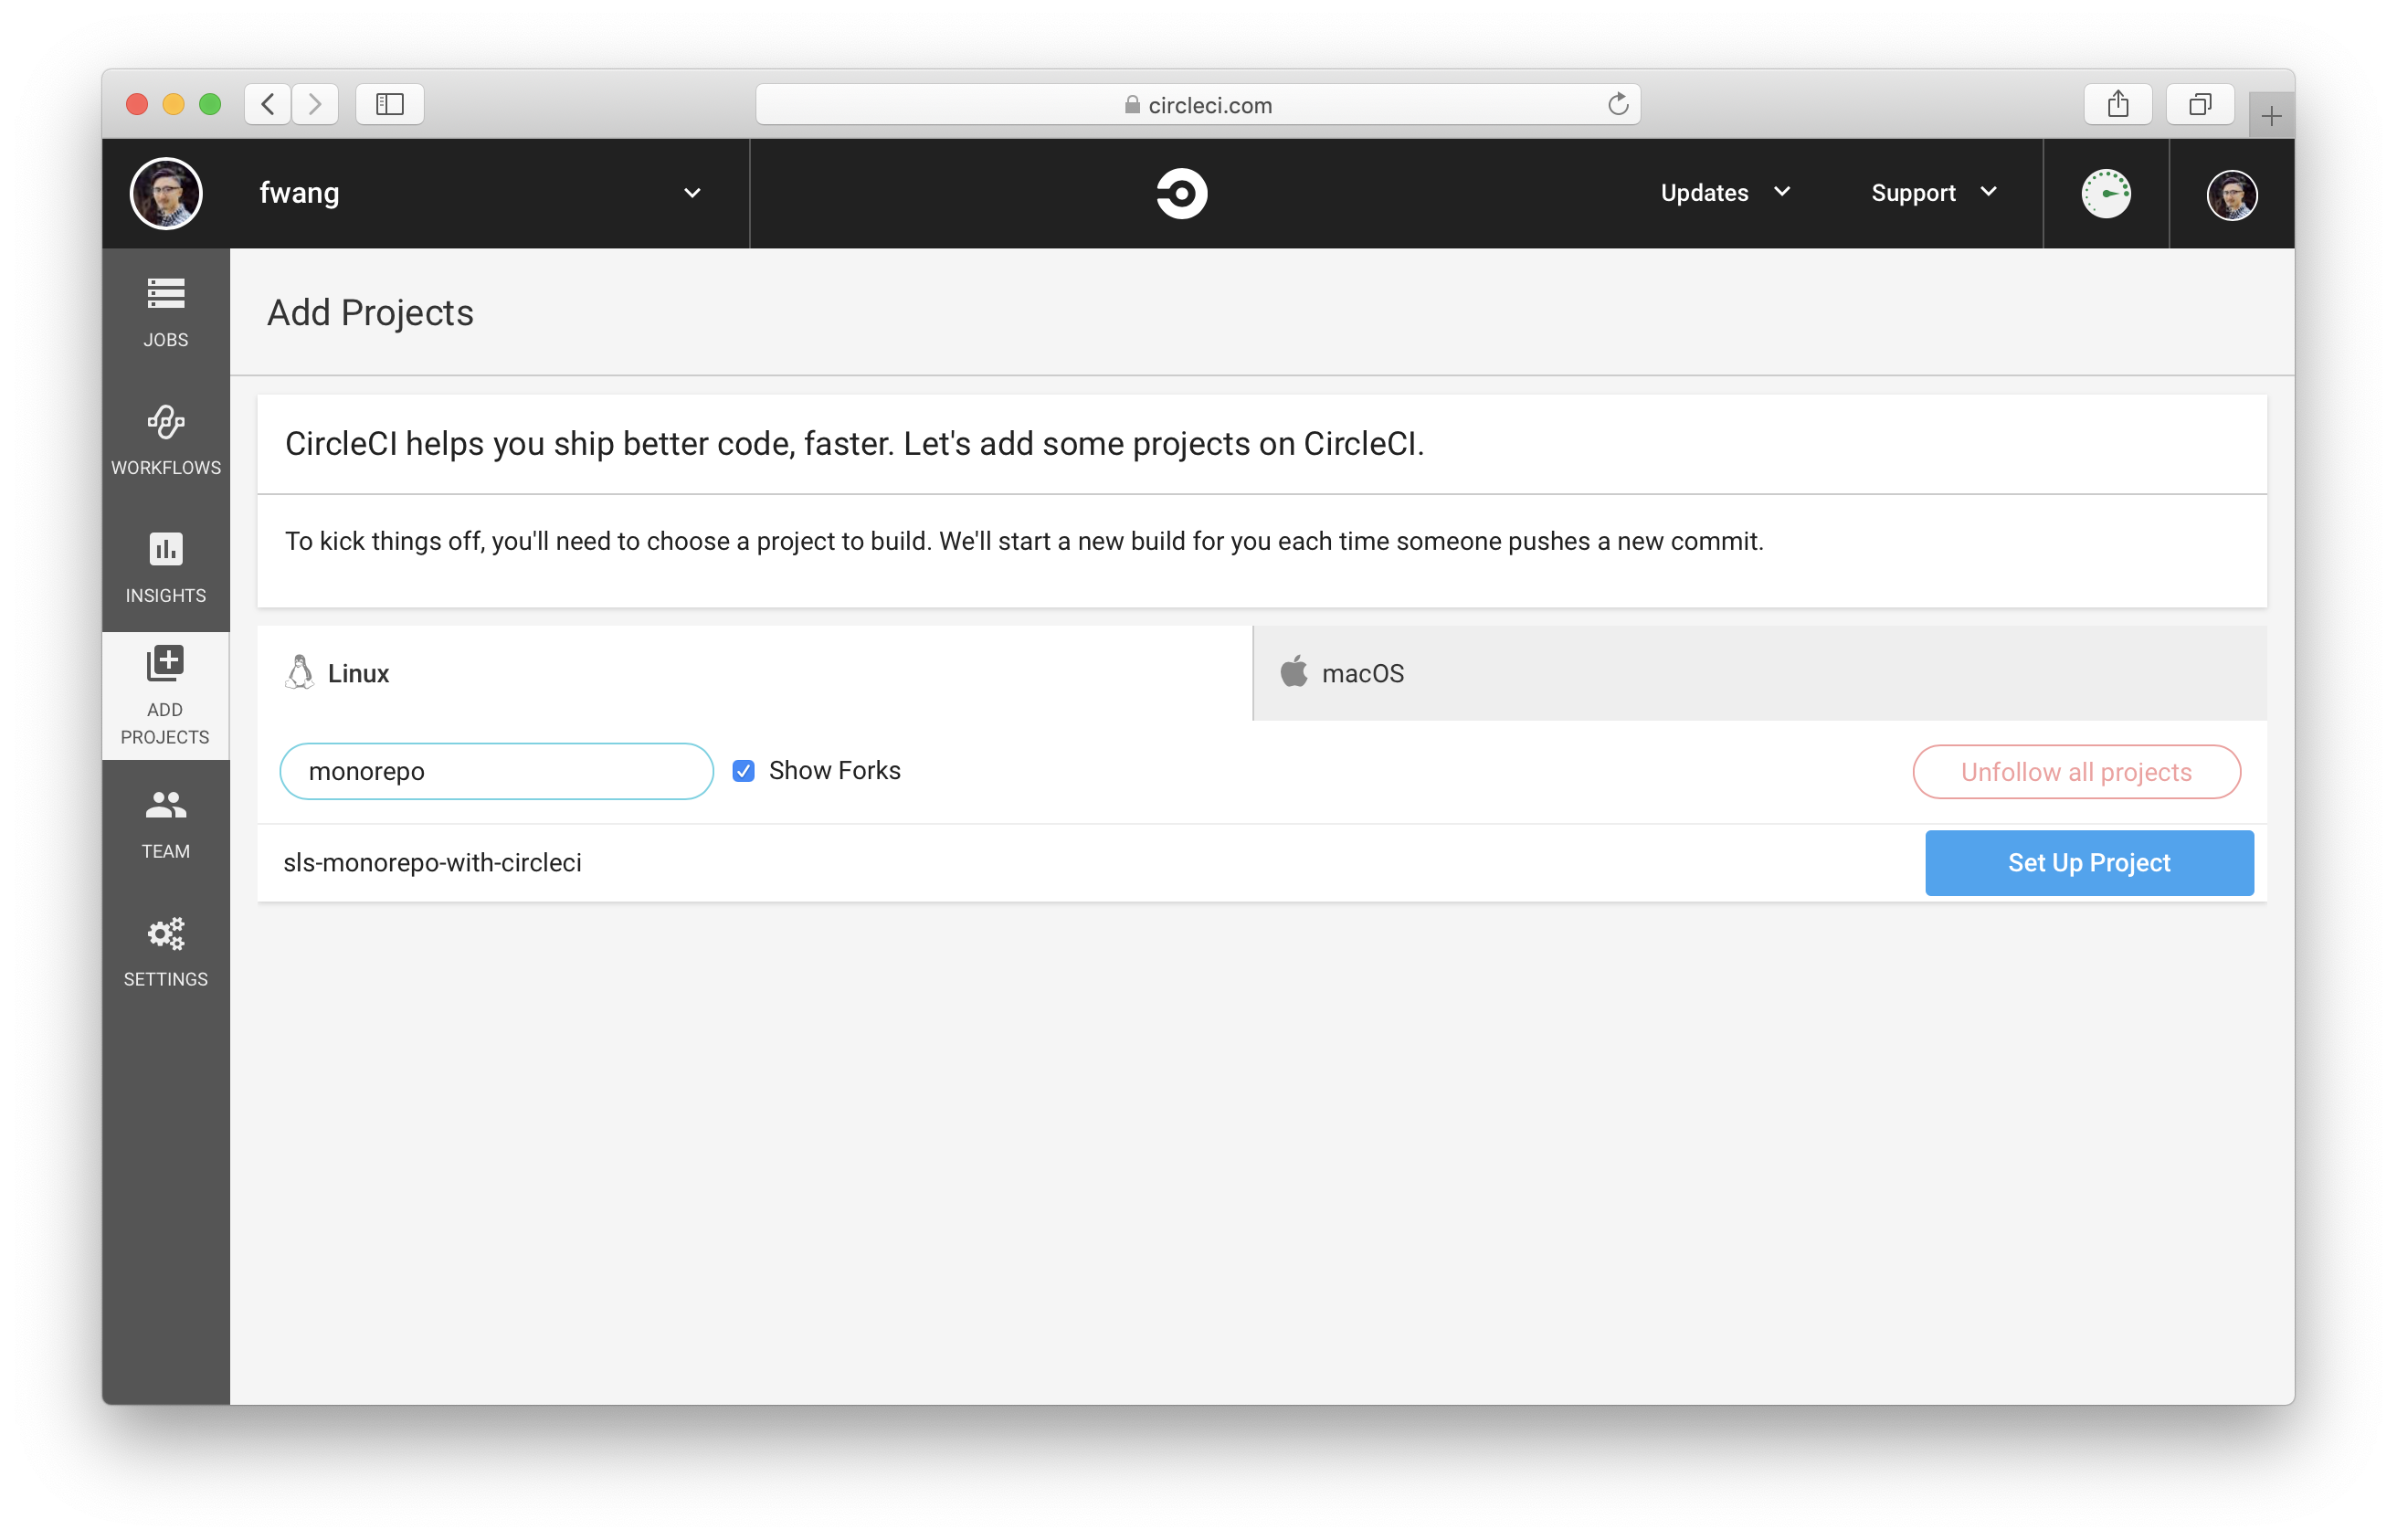 circleci.com
fwang
Updates
Support
JOBS
WORKFLOWS
INSIGHTS
ADD
PROJECTS
TEAM
SETTINGS
Add Projects
CircleCI helps you ship better code, faster. Let's add some projects on CircleCI.
To kick things off, you'll need to choose a project to build. We'll start a new build for you each time someone pushes a new commit.
Linux
macOS
monorepo
Show Forks
Unfollow all projects
sls-monorepo-with-circleci
Set Up Project